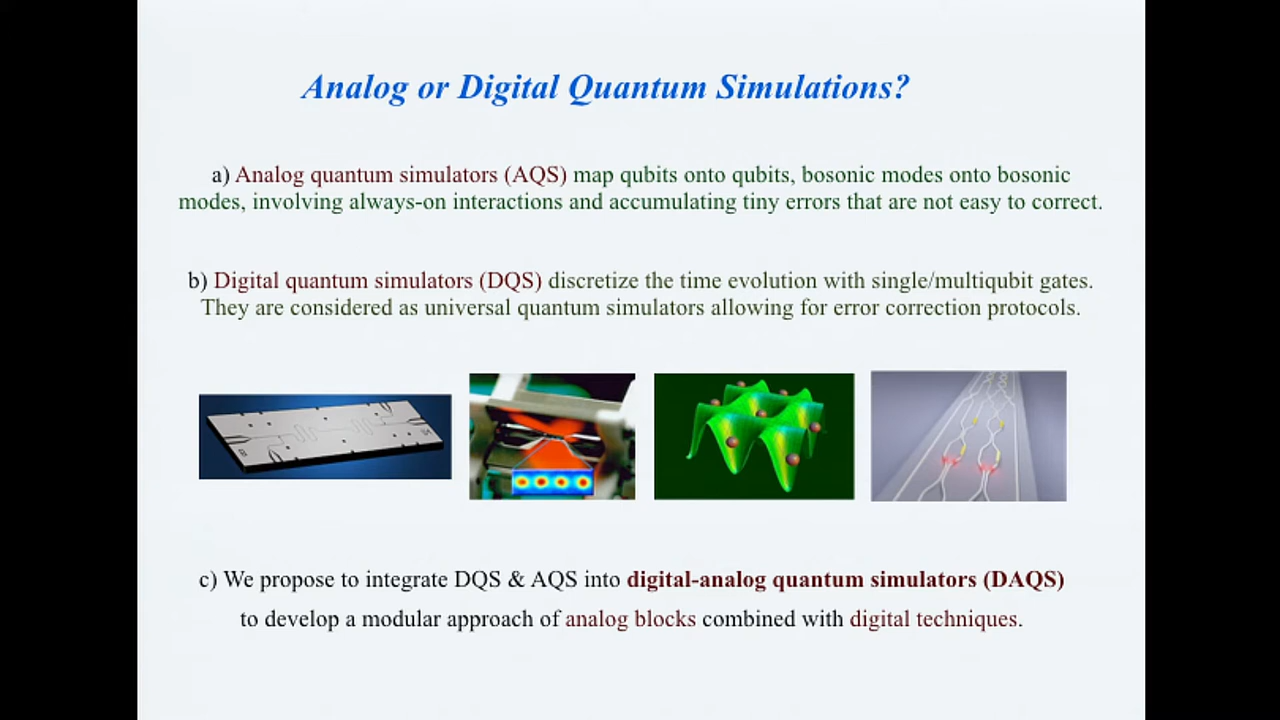 Analog or Digital Quantum Simulations?
a) Analog quantum simulators (AQS) map qubits onto qubits, bosonic modes onto bosonic
modes, involving always-on interactions and accumulating tiny errors that are not easy to correct.
b) Digital quantum simulators (DQS) discretize the time evolution with single/multiqubit gates.
They are considered as universal quantum simulators allowing for error correction protocols.
c) We propose to integrate DQS & AQS into digital-analog quantum simulators (DAQS)
to develop a modular approach of analog blocks combined with digital techniques.